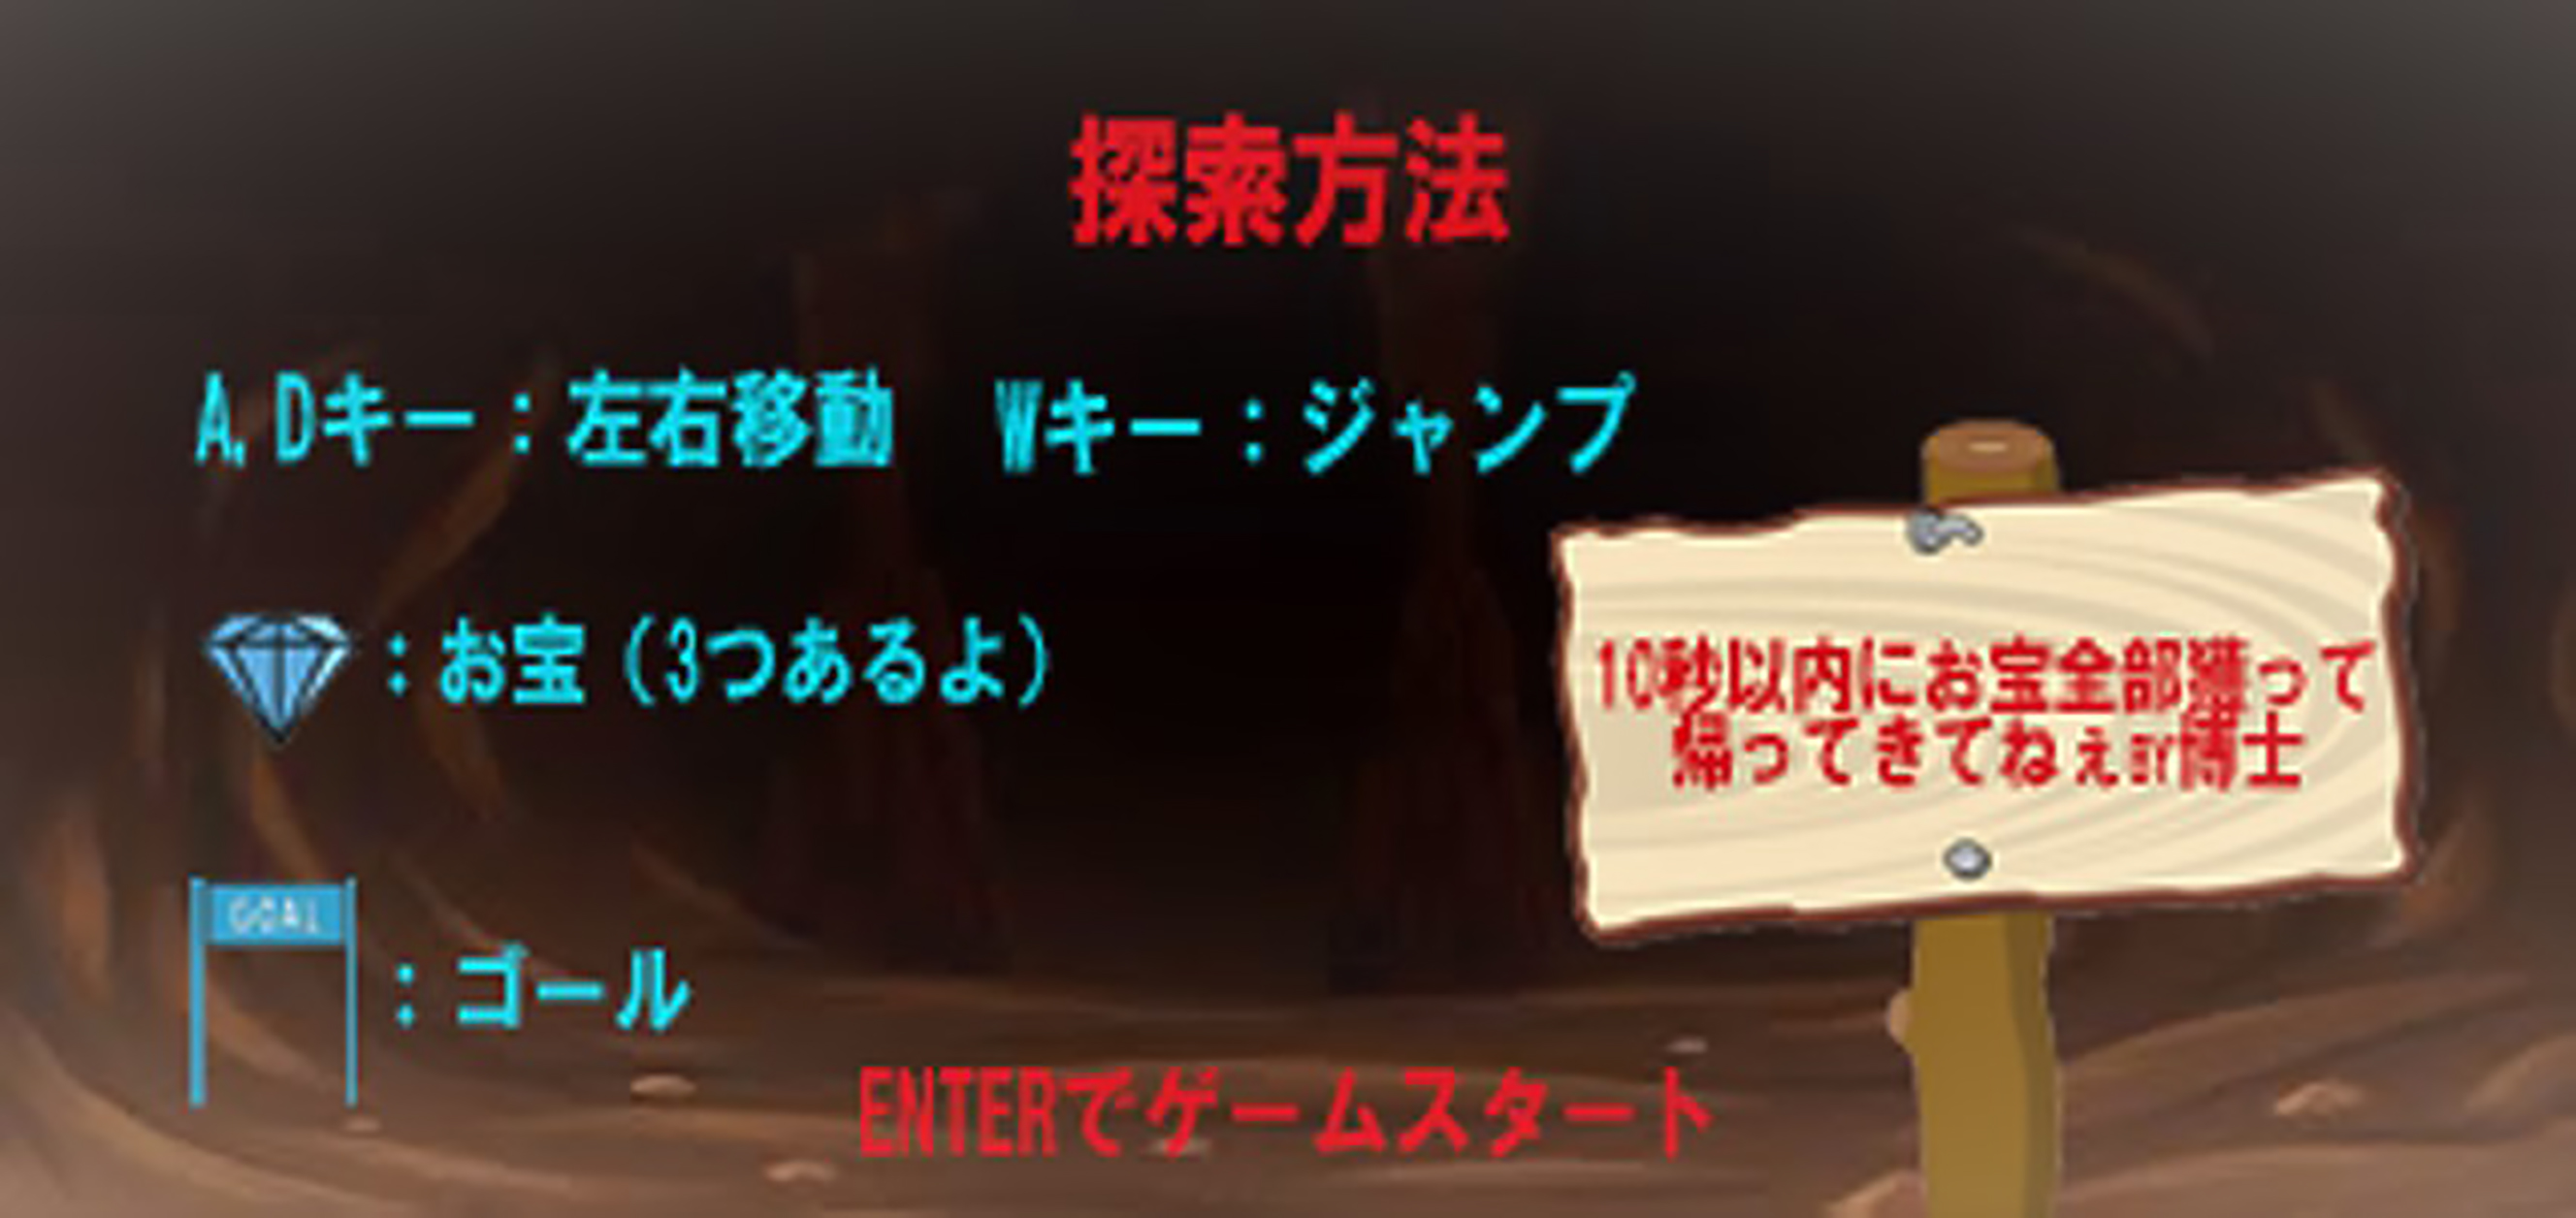 探索方法
A,Dキー：左右移動　Wキー：ジャンプ
：お宝（3つあるよ）
10秒以内にお宝全部獲って
帰ってきてねぇBY博士
GOAL
：ゴール
ENTERでゲームスタート